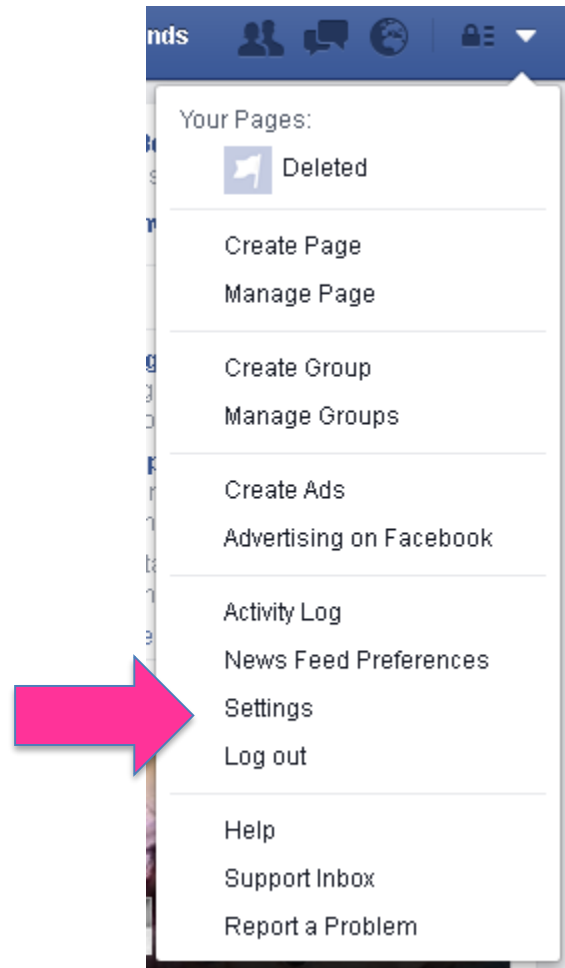 nds
Your Pages:
Deleted
Create Page
Manage Page
Create Group
Manage Groups
Create Ads
Advertising on Facebook
Activity Log
News Feed Preferences
Settings
Log out
Help
Support Inbox
Report a Problem